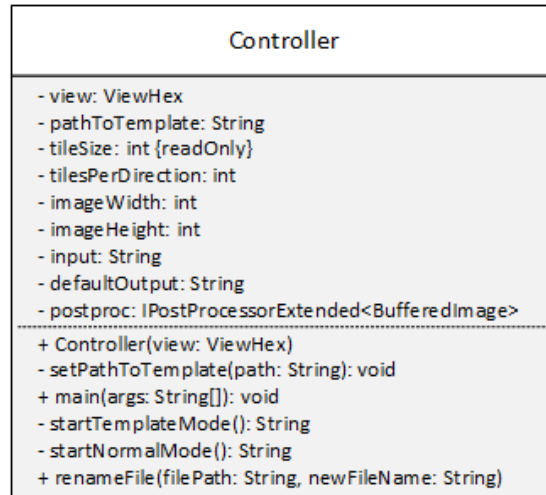 Controller
- view: ViewHex
- pathToTemplate: String
- tileSize: int {readOnly}
- tilesPerDirection: int
- imageWidth: int
- imageHeight: int
- input: String
- defaultOutput: String
- postproc: IPostProcessorExtended<BufferedImage>
+ Controller(view: ViewHex)
- setPathToTemplate(path: String): void
+ main(args: String[]): void
- startTemplateMode(): String
- startNormalMode(): String
+ renameFile(filePath: String, newFileName: String)